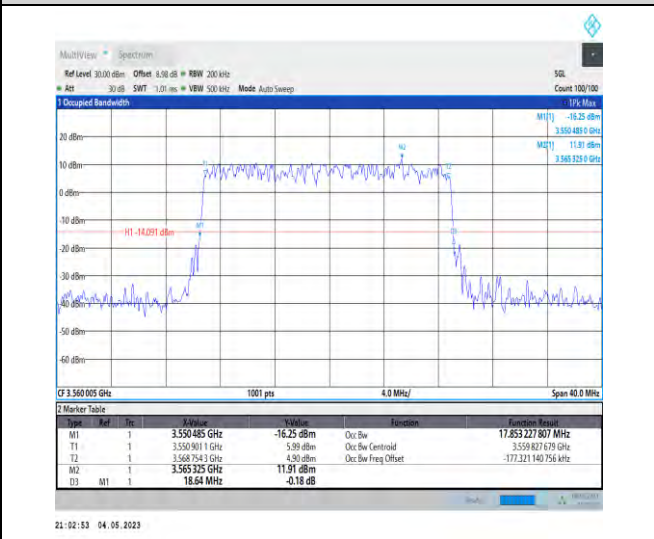 MultiView Spectrum
Ref Level 30.00 dBm Offset 8.98 dB RBW 200 kHz SGL
Att 30 dB SWT 1.01 ms VBW 500 kHz Mode Auto Sweep Count 100/100
1 Occupied Bandwidth 1Pk Max
M1[1] -16.25 dBm
3.550 485 0 GHz
M2[1] 11.91 dBm
3.565 325 0 GHz
20 dBm
M2
10 dBm
T1
T2
0 dBm
-10 dBm
H1 -14.091 dBm
M1
D3
-20 dBm
-30 dBm
-40 dBm
-50 dBm
-60 dBm
CF 3.560 005 GHz 1001 pts 4.0 MHz/ Span 40.0 MHz
2 Marker Table
Type Ref Trc X-Value Y-Value Function Function Result
M1 1 3.550 485 GHz -16.25 dBm Occ Bw 17.853 227 807 MHz
T1 1 3.550 901 1 GHz 5.99 dBm Occ Bw Centroid 3.559 827 679 GHz
T2 1 3.568 754 3 GHz 4.90 dBm Occ Bw Freq Offset -177.321 140 756 kHz
M2 1 3.565 325 GHz 11.91 dBm
D3 M1 1 18.64 MHz -0.18 dB
21:02:53 04.05.2023